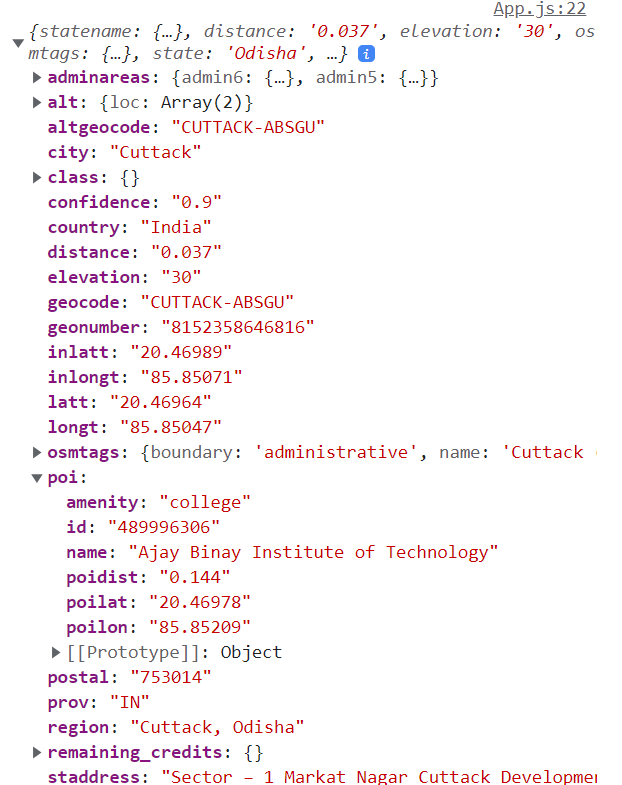 App.js:22
{statename: {…}, distance: '0.037', elevation: '30', os
mtags: {…}, state: 'Odisha', …} i
adminareas: {admin6: {…}, admin5: {…}}
alt: {loc: Array(2)}
altgeocode: "CUTTACK-ABSGU"
city: "Cuttack"
class: {}
confidence: "0.9"
country: "India"
distance: "0.037"
elevation: "30"
geocode: "CUTTACK-ABSGU"
geonumber: "8152358646816"
inlatt: "20.46989"
inlongt: "85.85071"
latt: "20.46964"
longt: "85.85047"
osmtags: {boundary: 'administrative', name: 'Cuttack
poi:
amenity: "college"
id: "489996306"
name: "Ajay Binay Institute of Technology"
poidist: "0.144"
poilat: "20.46978"
poilon: "85.85209"
[[Prototype]]: Object
postal: "753014"
prov: "IN"
region: "Cuttack, Odisha"
remaining_credits: {}
staddress: "Sector – 1 Markat Nagar Cuttack Developme